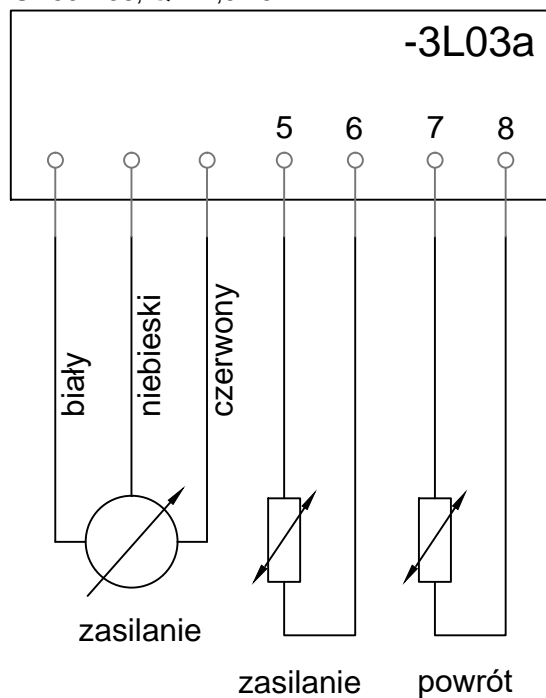 -3L03a
5 6 7 8
biały
niebieski
czerwony
zasilanie
zasilanie powrót